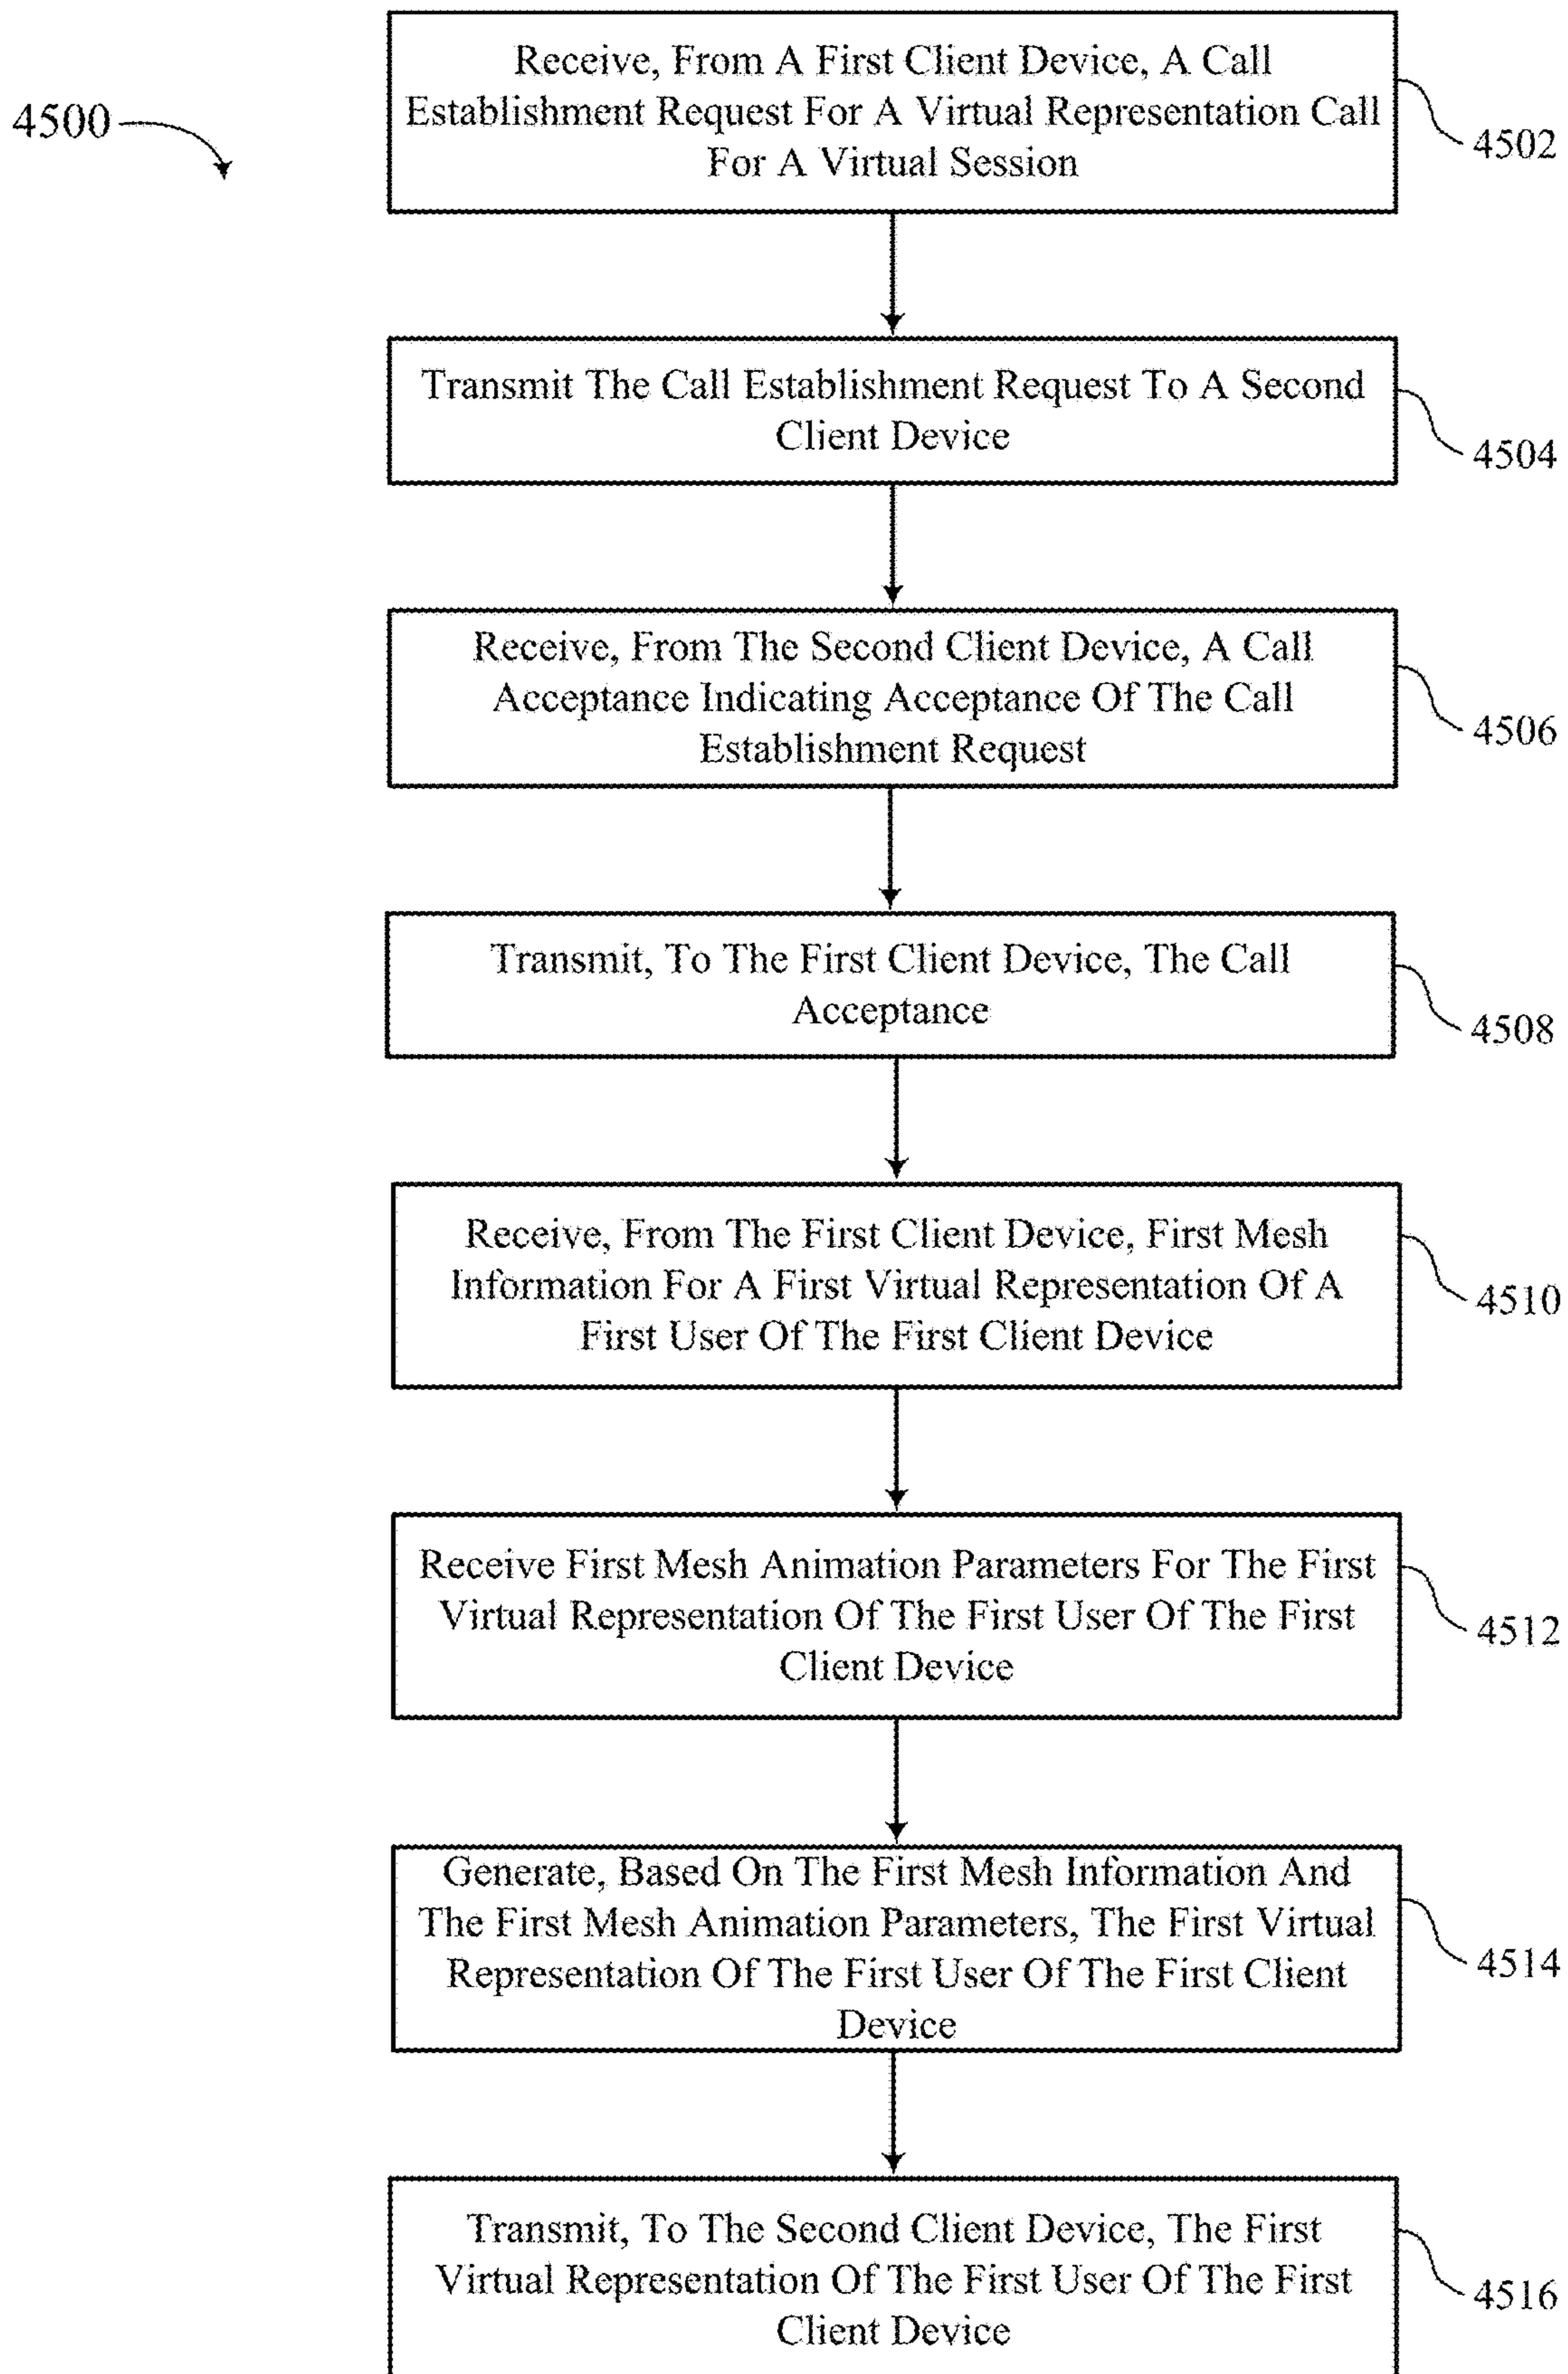 4500
Receive, From A First Client Device, A Call
Establishment Request For A Virtual Representation Call
For A Virtual Session
4502
Transmit The Call Establishment Request To A Second
Client Device
4504
Receive, From The Second Client Device, A Call
Acceptance Indicating Acceptance Of The Call
Establishment Request
4506
Transmit, To The First Client Device, The Call
Acceptance
4508
Receive, From The First Client Device, First Mesh
Information For A First Virtual Representation Of A
First User Of The First Client Device
4510
Receive First Mesh Animation Parameters For The First
Virtual Representation Of The First User Of The First
Client Device
4512
Generate, Based On The First Mesh Information And
The First Mesh Animation Parameters, The First Virtual
Representation Of The First User Of The First Client
Device
4514
Transmit, To The Second Client Device, The First
Virtual Representation Of The First User Of The First
Client Device
4516